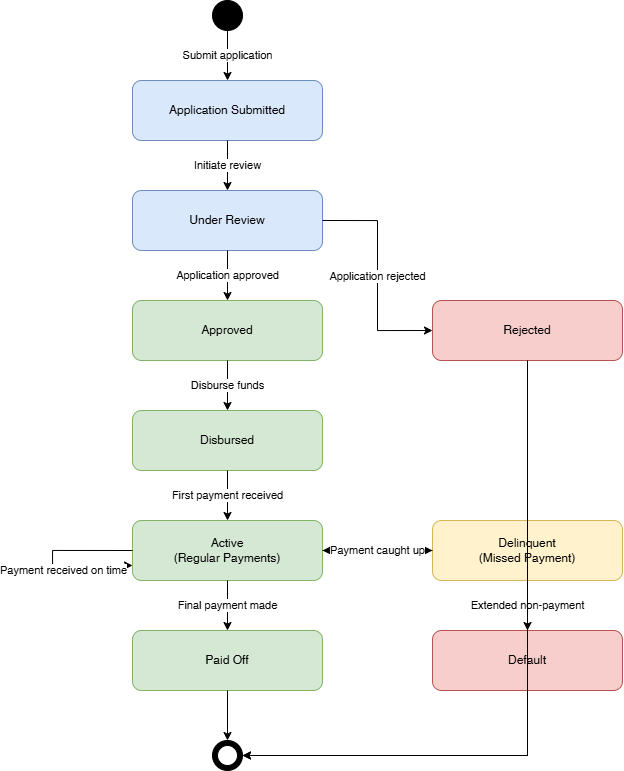 Submit application
Application Submitted
Initiate review
Under Review
Application approved
Application rejected
Approved
Rejected
Disburse funds
Disbursed
First payment received
Active
(Regular Payments)
Payment caught up
Delinquent
(Missed Payment)
Payment received on time
Final payment made
Extended non-payment
Paid Off
Default